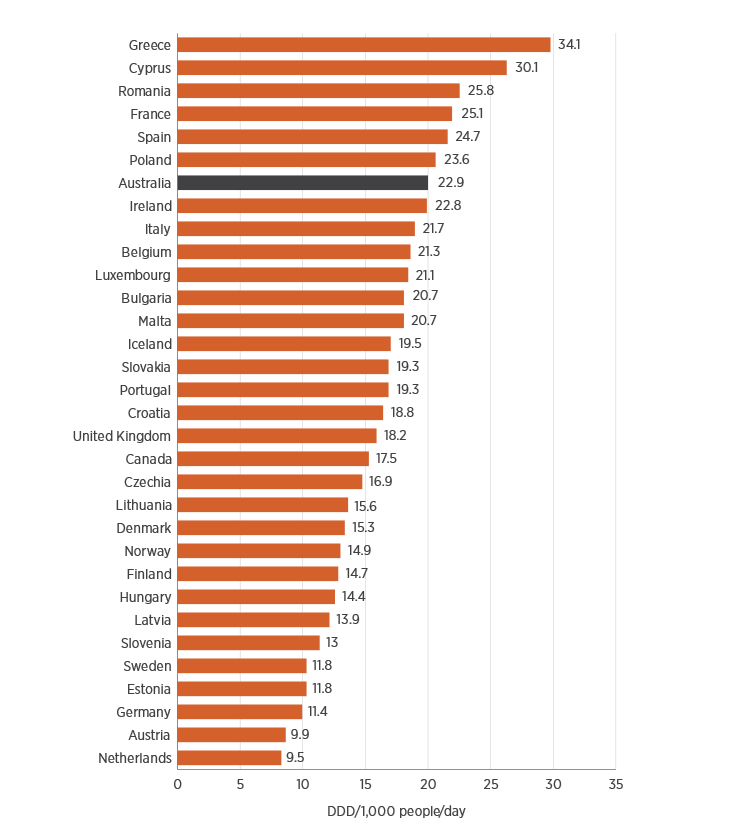 Greece 34.1
Cyprus 30.1
Romania 25.8
France 25.1
Spain 24.7
Poland 23.6
Australia 22.9
Ireland 22.8
Italy 21.7
Belgium 21.3
Luxembourg 21.1
Bulgaria 20.7
Malta 20.7
Iceland 19.5
Slovakia 19.3
Portugal 19.3
Croatia 18.8
United Kingdom 18.2
Canada 17.5
Czechia 16.9
Lithuania 15.6
Denmark 15.3
Norway 14.9
Finland 14.7
Hungary 14.4
Latvia 13.9
Slovenia 13
Sweden 11.8
Estonia 11.8
Germany 11.4
Austria 9.9
Netherlands 9.5
0 5 10 15 20 25 30 35
DDD/1,000 people/day